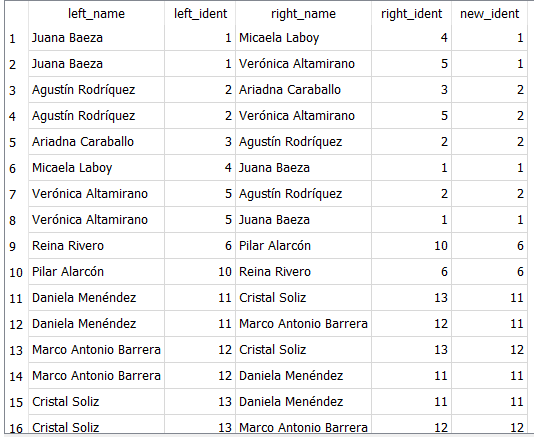 left_name left_ident right_name right_ident new_ident
1 Juana Baeza 1 Micaela Laboy 4 1
2 Juana Baeza 1 Verónica Altamirano 5 1
3 Agustín Rodríquez 2 Ariadna Caraballo 3 2
4 Agustín Rodríquez 2 Verónica Altamirano 5 2
5 Ariadna Caraballo 3 Agustín Rodríquez 2 2
6 Micaela Laboy 4 Juana Baeza 1 1
7 Verónica Altamirano 5 Agustín Rodríquez 2 2
8 Verónica Altamirano 5 Juana Baeza 1 1
9 Reina Rivero 6 Pilar Alarcón 10 6
10 Pilar Alarcón 10 Reina Rivero 6 6
11 Daniela Menéndez 11 Cristal Soliz 13 11
12 Daniela Menéndez 11 Marco Antonio Barrera 12 11
13 Marco Antonio Barrera 12 Cristal Soliz 13 12
14 Marco Antonio Barrera 12 Daniela Menéndez 11 11
15 Cristal Soliz 13 Daniela Menéndez 11 11
16 Cristal Soliz 13 Marco Antonio Barrera 12 12